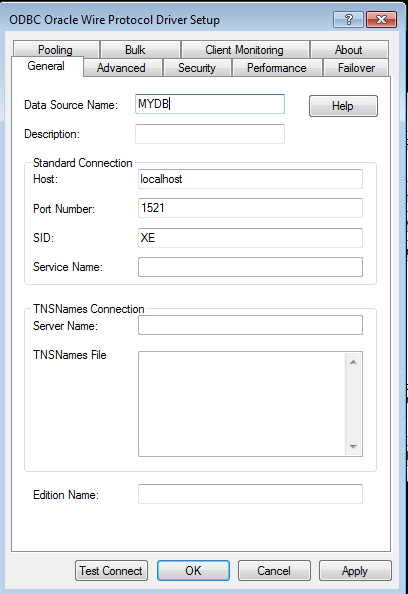 ODBC Oracle Wire Protocol Driver Setup
Pooling Bulk Client Monitoring About
General Advanced Security Performance Failover
Data Source Name: MYDB Help
Description:
Standard Connection
Host: localhost
Port Number: 1521
SID: XE
Service Name:
TNSNames Connection
Server Name:
TNSNames File
Edition Name:
Test Connect OK Cancel Apply